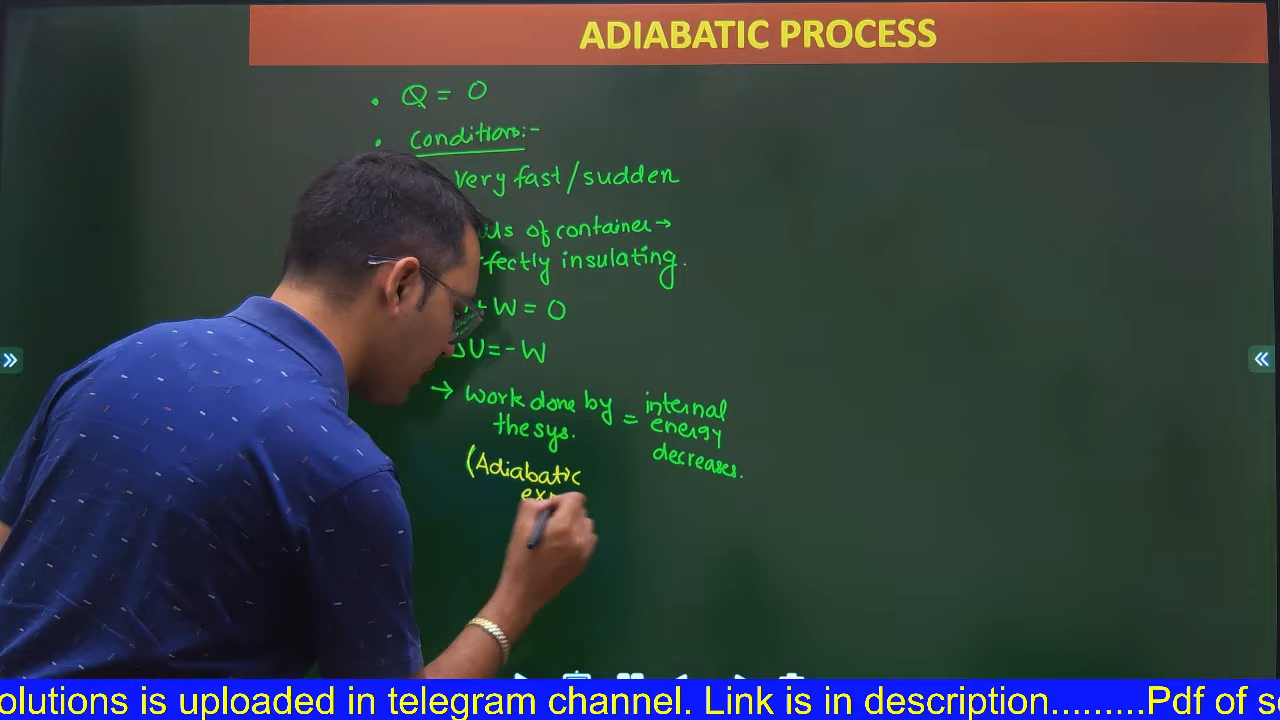 ADIABATIC PROCESS
• Q = 0
• Conditions:-
Very fast/sudden
of container→
insulating.
W = 0
U=-W
→ work done by = internal
the sys. energy
decreases.
(Adiabatic
solutions is uploaded in telegram channel. Link is in description.........Pdf of